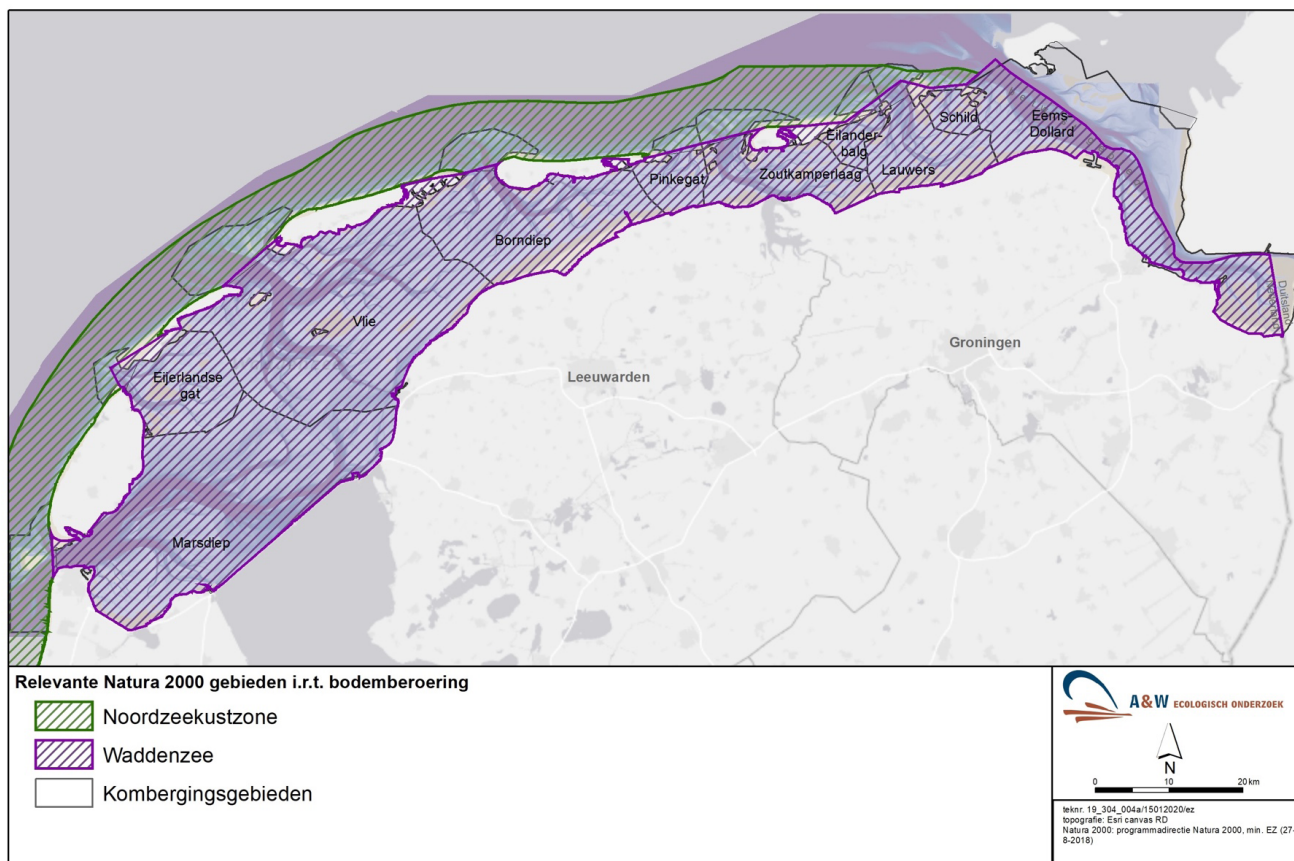 Schild
Eems-
Dollard
Eilander-
balg
Pinkegat
Zoutkamperlaag
Lauwers
Borndiep
Vlie
Duitsland
Nederland
Groningen
Leeuwarden
Eijerlandse
gat
Marsdiep
Relevante Natura 2000 gebieden i.r.t. bodemberoering
Noordzeekustzone
Waddenzee
Kombergingsgebieden
A&W ECOLOGISCH ONDERZOEK
N
0 10 20 km
teknr. 19_304_004a/15012020/ez
topografie: Esri canvas RD
Natura 2000: programmadirectie Natura 2000, min. EZ (27-
8-2018)